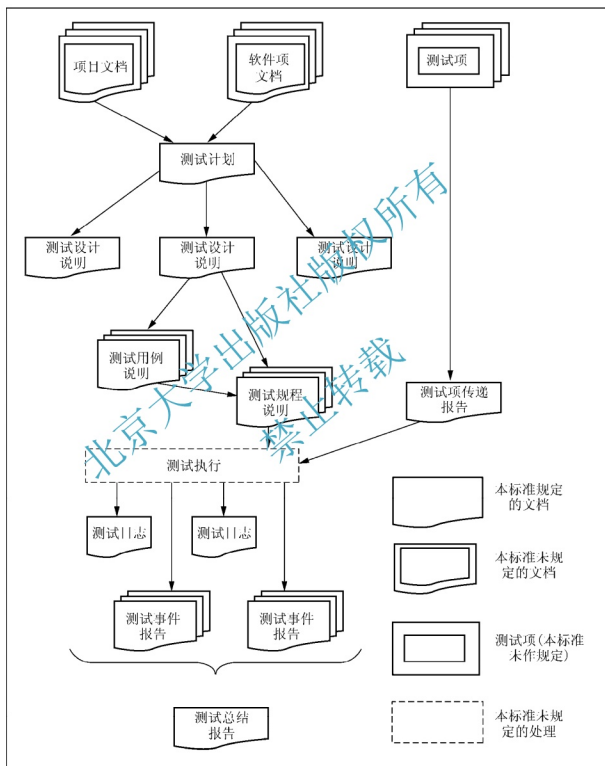 项目文档
软件项
文档
测试项
测试计划
测试设计
说明
测试设计
说明
测试设计
说明
测试用例
说明
测试规程
说明
测试项传递
报告
测试执行
测试日志
测试日志
测试事件
报告
测试事件
报告
测试总结
报告
本标准规定
的文档
本标准未规
定的文档
测试项(本标准
未作规定)
本标准未规
定的处理
北京大学出版社版权所有
禁止转载